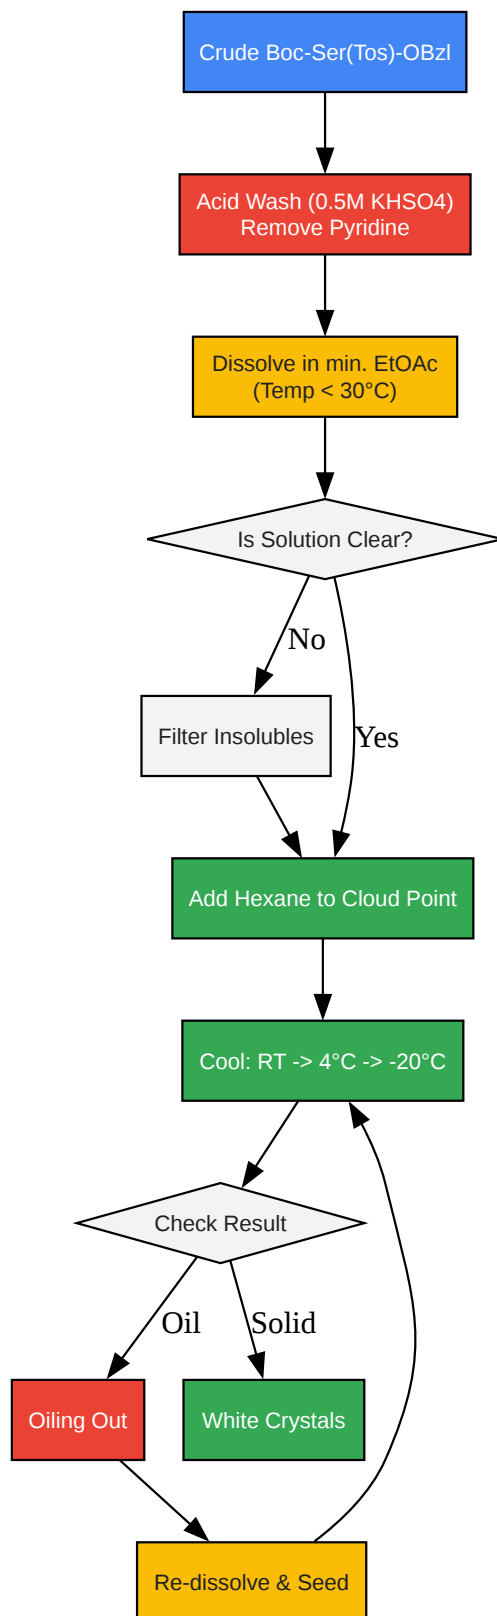 Crude Boc-Ser(Tos)-OBzl
Acid Wash (0.5M KHSO4)
Remove Pyridine
Dissolve in min. EtOAc
(Temp < 30°C)
Is Solution Clear?
No
Filter Insolubles
Yes
Add Hexane to Cloud Point
Cool: RT -> 4°C -> -20°C
Check Result
Oil
Solid
Oiling Out
White Crystals
Re-dissolve & Seed